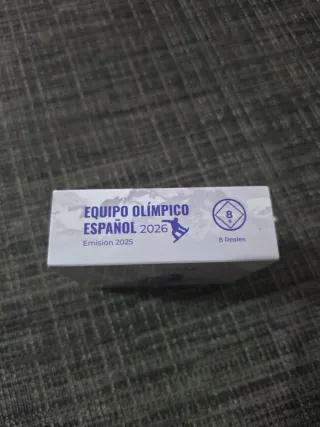 EQUIPO OLÍMPICO
ESPAÑOL 2026
Emisión 2025
8
R
8 Reales